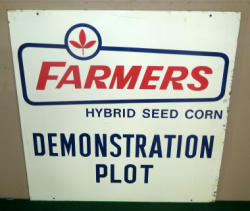 FARMERS
HYBRID SEED CORN
DEMONSTRATION
PLOT